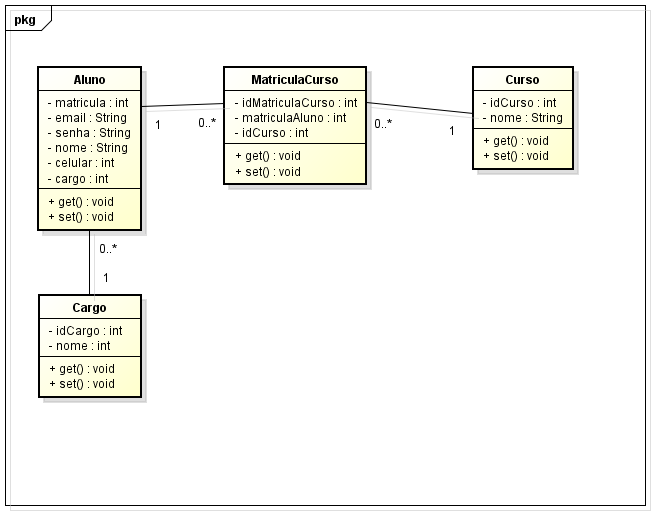 pkg
Aluno
- matricula : int
- email : String
- senha : String
- nome : String
- celular : int
- cargo : int
+ get() : void
+ set() : void
1
0..*
MatriculaCurso
- idMatriculaCurso : int
- matriculaAluno : int
- idCurso : int
+ get() : void
+ set() : void
0..*
1
Curso
- idCurso : int
- nome : String
+ get() : void
+ set() : void
0..*
1
Cargo
- idCargo : int
- nome : int
+ get() : void
+ set() : void